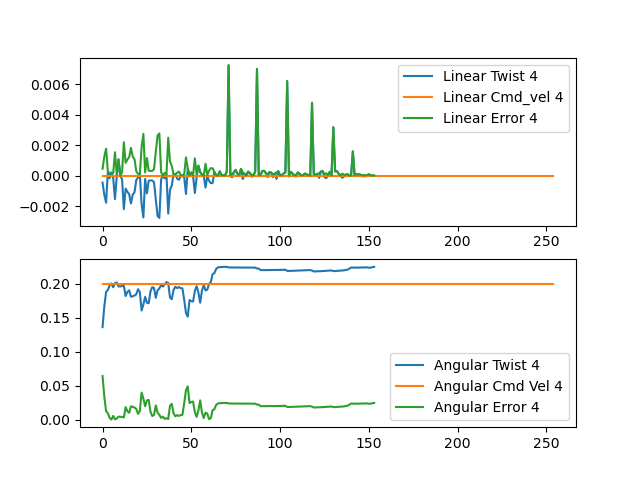 0.006
0.004
0.002
0.000
−0.002
0 50 100 150 200 250
Linear Twist 4
Linear Cmd_vel 4
Linear Error 4
0.20
0.15
0.10
0.05
0.00
0 50 100 150 200 250
Angular Twist 4
Angular Cmd Vel 4
Angular Error 4